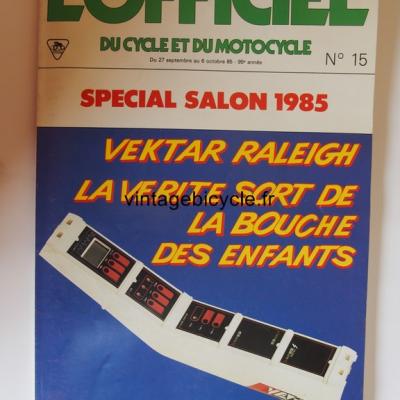 L'OFFICIEL
DU CYCLE ET DU MOTOCYCLE
Du 27 septembre au 6 octobre 85 - 99e année
N° 15
SPECIAL SALON 1985
VEKTAR RALEIGH
LA VERITE SORT DE
LA BOUCHE
DES ENFANTS
vintagebicycle.fr